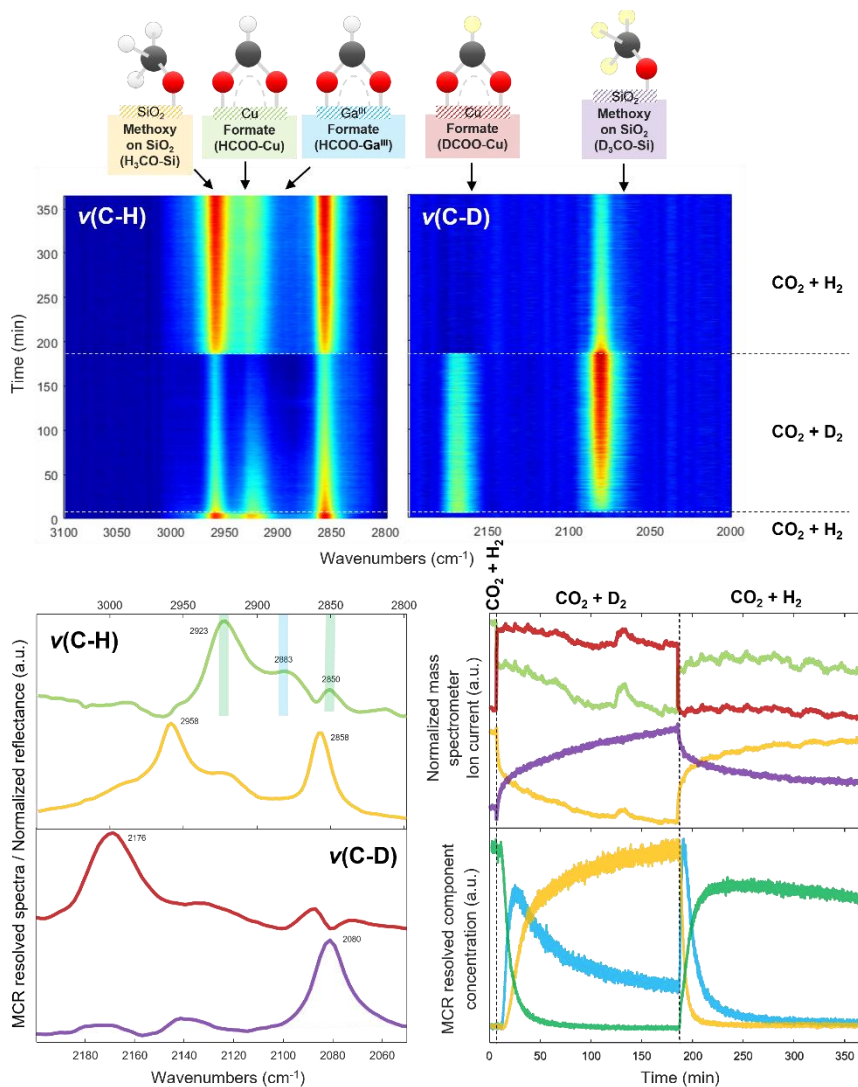 SiO2
Methoxy
on SiO2
(H3CO-Si)
Cu
Formate
(HCOO-Cu)
GaIII
Formate
(HCOO-GaIII)
Cu
Formate
(DCOO-Cu)
SiO2
Methoxy
on SiO2
(D3CO-Si)
ν(C-H)
ν(C-D)
Time (min)
350
300
250
200
150
100
50
0
3100 3050 3000 2950 2900 2850 2800
2150 2100 2050 2000
Wavenumbers (cm-1)
CO2 + H2
CO2 + D2
CO2 + H2
3000 2950 2900 2850 2800
ν(C-H)
2923
2883
2850
2958
2858
ν(C-D)
2176
2080
MCR resolved spectra / Normalized reflectance (a.u.)
2180 2160 2140 2120 2100 2080 2060
Wavenumbers (cm-1)
CO2 + H2
CO2 + D2
CO2 + H2
Normalized mass
spectrometer
Ion current (a.u.)
MCR resolved component
concentration (a.u.)
0 50 100 150 200 250 300 350
Time (min)